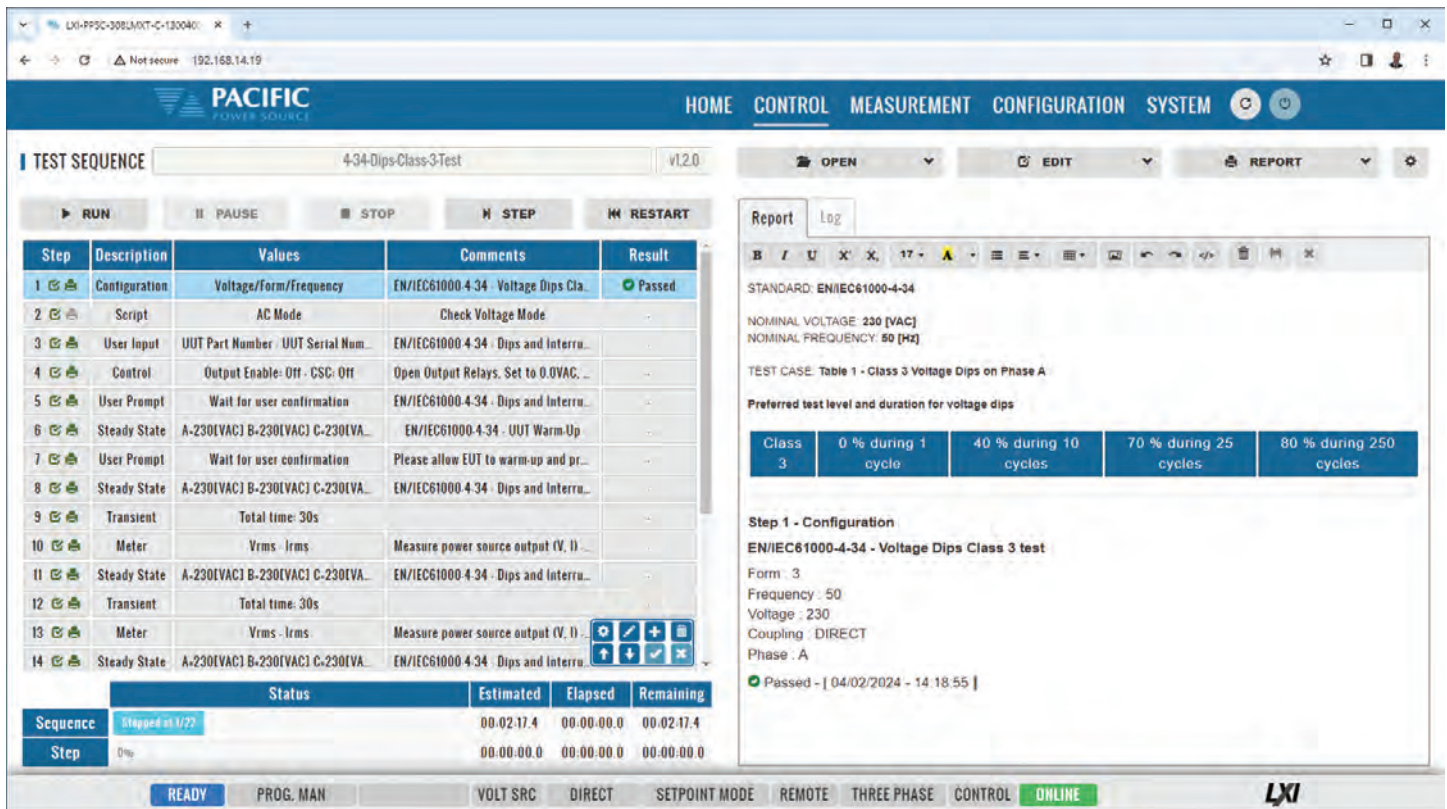 LXI-PPSC-308LMXT-C-130040
Not secure 192.168.14.19
PACIFIC
POWER SOURCE
HOME CONTROL MEASUREMENT CONFIGURATION SYSTEM
TEST SEQUENCE 4-34-Dips-Class-3-Test v1.2.0
OPEN EDIT REPORT
RUN PAUSE STOP STEP RESTART
Step Description Values Comments Result
1 Configuration Voltage/Form/Frequency EN/IEC61000-4-34 - Voltage Dips Cla... Passed
2 Script AC Mode Check Voltage Mode -
3 User Input UUT Part Number - UUT Serial Num... EN/IEC61000-4-34 - Dips and Interru... -
4 Control Output Enable: Off - CSC: Off Open Output Relays, Set to 0.0VAC, ... -
5 User Prompt Wait for user confirmation EN/IEC61000-4-34 - Dips and Interru... -
6 Steady State A=230[VAC] B=230[VAC] C=230[VA... EN/IEC61000-4-34 - UUT Warm-Up -
7 User Prompt Wait for user confirmation Please allow EUT to warm-up and pr... -
8 Steady State A=230[VAC] B=230[VAC] C=230[VA... EN/IEC61000-4-34 - Dips and Interru... -
9 Transient Total time: 30s -
10 Meter Vrms - Irms Measure power source output (V, I) - ... -
11 Steady State A=230[VAC] B=230[VAC] C=230[VA... EN/IEC61000-4-34 - Dips and Interru... -
12 Transient Total time: 30s -
13 Meter Vrms - Irms Measure power source output (V, I) - ...
14 Steady State A=230[VAC] B=230[VAC] C=230[VA... EN/IEC61000-4-34 - Dips and Interru...
Status Estimated Elapsed Remaining
Sequence Stopped at 1/22 00:02:17.4 00:00:00.0 00:02:17.4
Step 0% 00:00:00.0 00:00:00.0 00:00:00.0
Report Log
B I U X² X₂ 17 A
STANDARD: EN/IEC61000-4-34
NOMINAL VOLTAGE: 230 [VAC]
NOMINAL FREQUENCY: 50 [Hz]
TEST CASE: Table 1 - Class 3 Voltage Dips on Phase A
Preferred test level and duration for voltage dips
Class 0 % during 1 40 % during 10 70 % during 25 80 % during 250
3 cycle cycles cycles cycles
Step 1 - Configuration
EN/IEC61000-4-34 - Voltage Dips Class 3 test
Form : 3
Frequency : 50
Voltage : 230
Coupling : DIRECT
Phase : A
Passed - [ 04/02/2024 - 14:18:55 ]
READY PROG. MAN VOLT SRC DIRECT SETPOINT MODE REMOTE THREE PHASE CONTROL ONLINE LXI